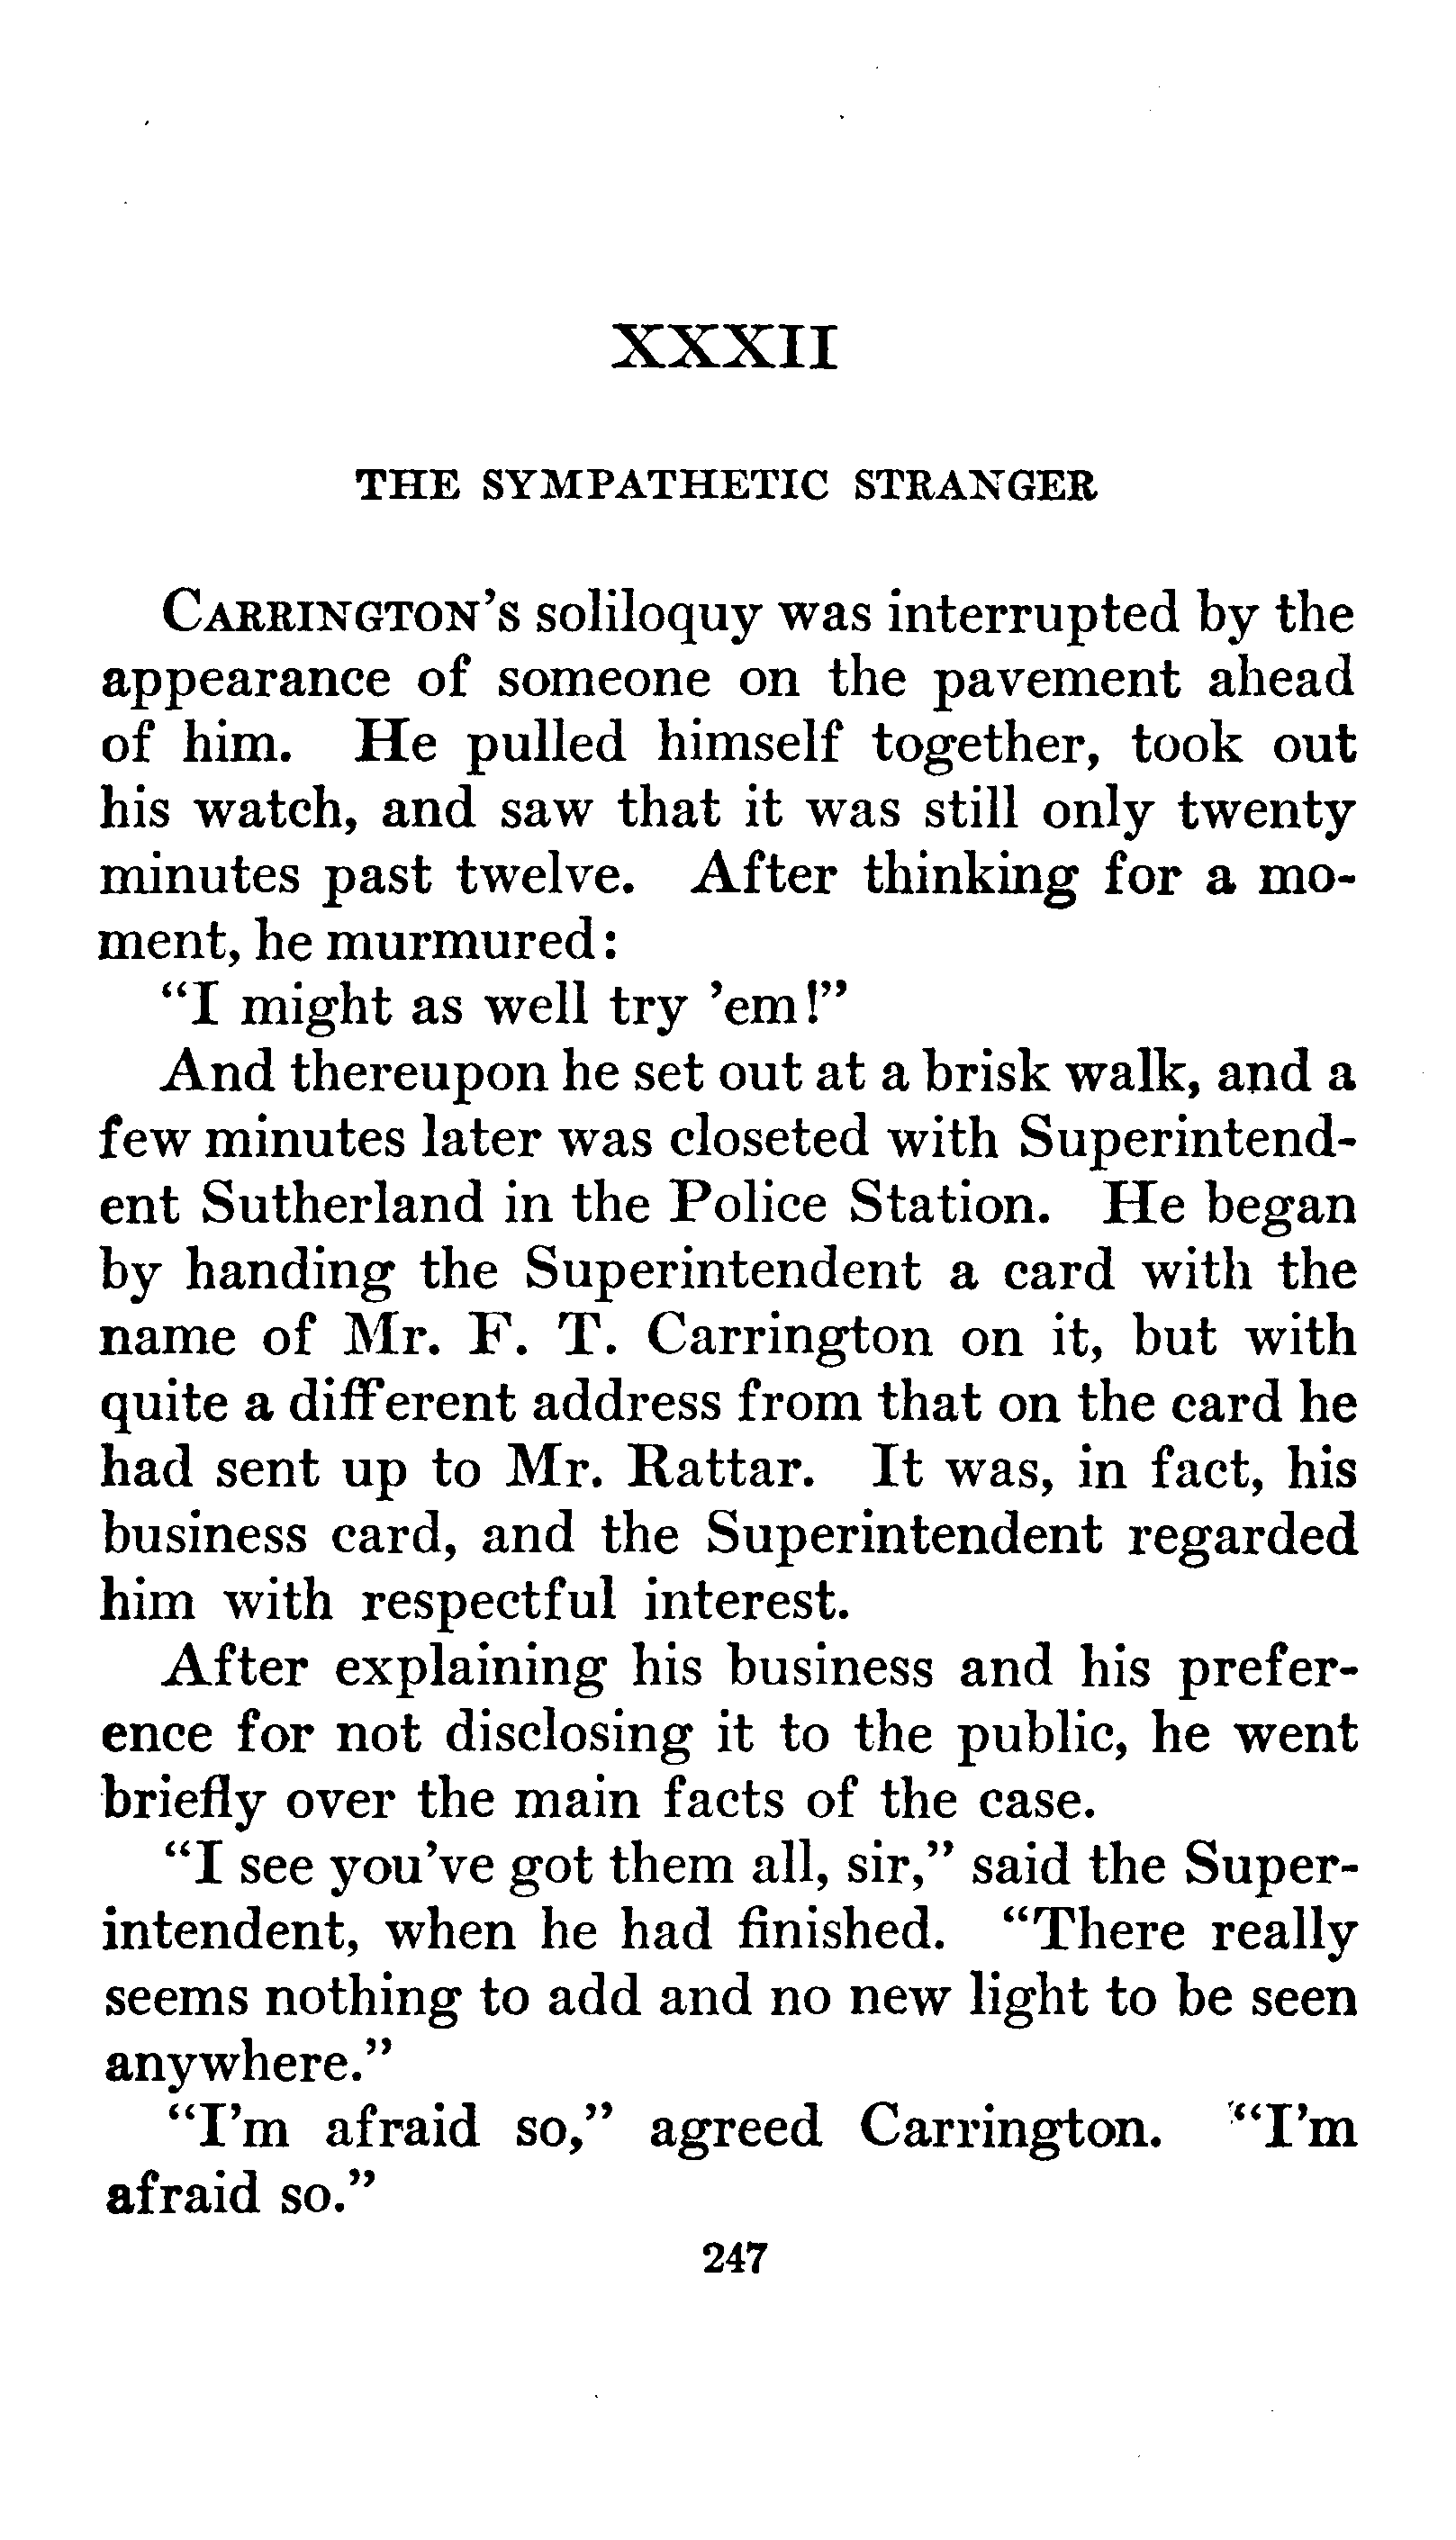 XXXII
THE SYMPATHETIC STRANGER
CARRINGTON's soliloquy was interrupted by the
appearance of someone on the pavement ahead
of him. He pulled himself together, took out
his watch, and saw that it was still only twenty
minutes past twelve. After thinking for a mo-
ment, he murmured:
“I might as well try ’em!”
And thereupon he set out at a brisk walk, and a
few minutes later was closeted with Superintend-
ent Sutherland in the Police Station. He began
by handing the Superintendent a card with the
name of Mr. F. T. Carrington on it, but with
quite a different address from that on the card he
had sent up to Mr. Rattar. It was, in fact, his
business card, and the Superintendent regarded
him with respectful interest.
After explaining his business and his prefer-
ence for not disclosing it to the public, he went
briefly over the main facts of the case.
“I see you’ve got them all, sir,” said the Super-
intendent, when he had finished. “There really
seems nothing to add and no new light to be seen
anywhere.”
“I’m afraid so,” agreed Carrington. “I’m
afraid so.”
247